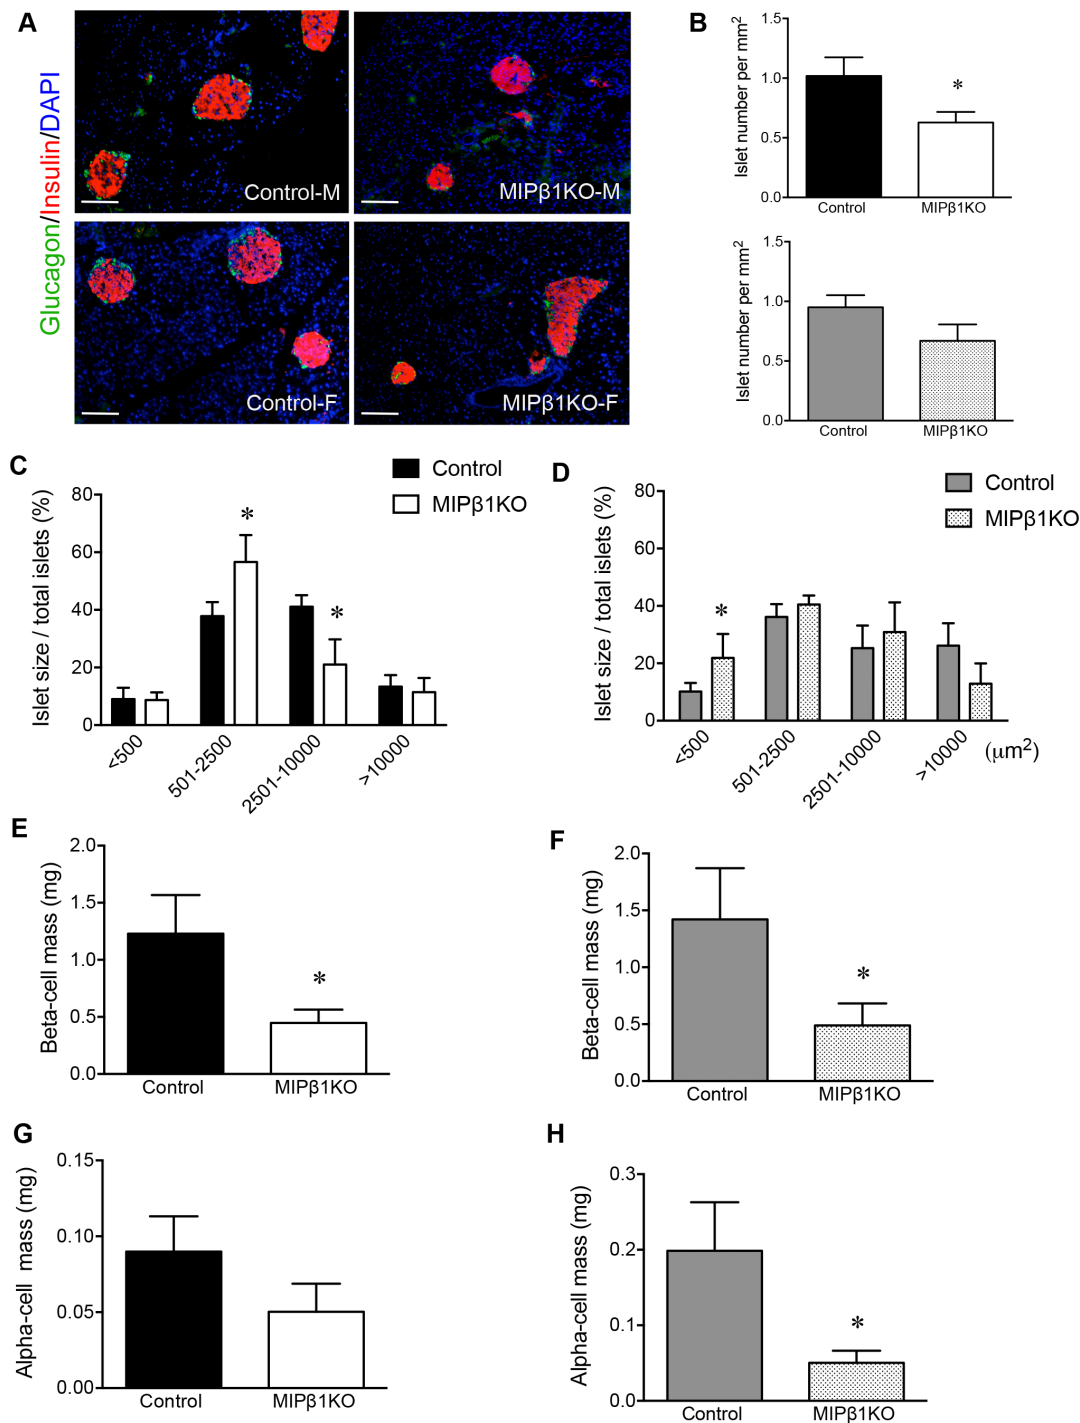 A
Glucagon/Insulin/DAPI
Control-M
MIPβ1KO-M
Control-F
MIPβ1KO-F
B
Islet number per mm²
1.5
1.0
0.5
0.0
*
Control
MIPβ1KO
Islet number per mm²
1.5
1.0
0.5
0.0
Control
MIPβ1KO
C
Control
MIPβ1KO
Islet size / total islets (%)
80
60
40
20
0
*
*
<500
501-2500
2501-10000
>10000
D
Control
MIPβ1KO
Islet size / total islets (%)
80
60
40
20
0
*
<500
501-2500
2501-10000
>10000
(μm²)
E
Beta-cell mass (mg)
2.0
1.5
1.0
0.5
0.0
*
Control
MIPβ1KO
F
Beta-cell mass (mg)
2.0
1.5
1.0
0.5
0.0
*
Control
MIPβ1KO
G
Alpha-cell mass (mg)
0.15
0.10
0.05
0.00
Control
MIPβ1KO
H
Alpha-cell mass (mg)
0.3
0.2
0.1
0.0
*
Control
MIPβ1KO